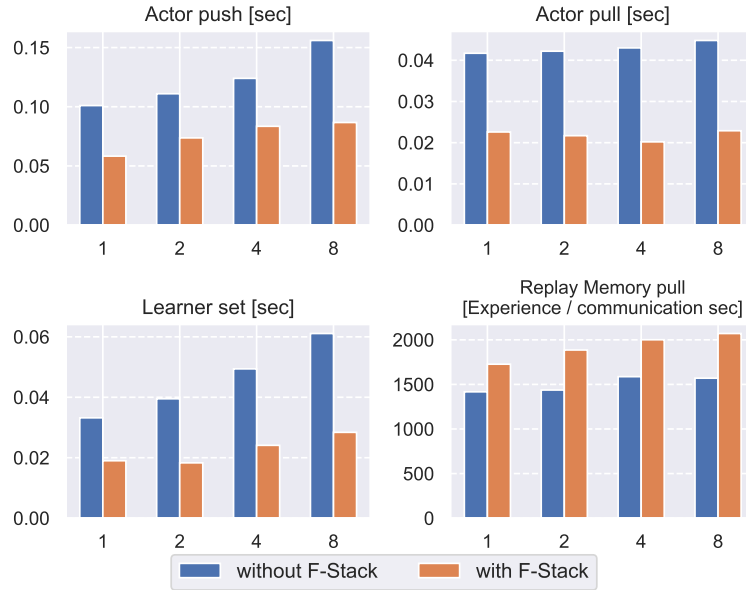 Actor push [sec]
0.15
0.10
0.05
0.00
1 2 4 8
Actor pull [sec]
0.04
0.03
0.02
0.01
0.00
1 2 4 8
Learner set [sec]
0.06
0.04
0.02
0.00
1 2 4 8
Replay Memory pull
[Experience / communication sec]
2000
1500
1000
500
0
1 2 4 8
without F-Stack with F-Stack